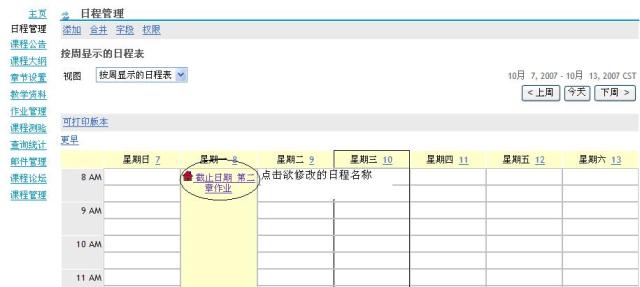 主页
日程管理
课程公告
课程大纲
章节设置
教学资料
作业管理
课程测验
查询统计
邮件管理
课程论坛
课程管理
日程管理
添加 合并 字段 权限
按周显示的日程表
视图 按周显示的日程表
10月 7, 2007 - 10月 13, 2007 CST
< 上周 今天 下周 >
可打印版本
更早
星期日 7 星期一 8 星期二 9 星期三 10 星期四 11 星期五 12 星期六 13
8 AM 截止日期 第二 点击欲修改的日程名称
章作业
9 AM
10 AM
11 AM